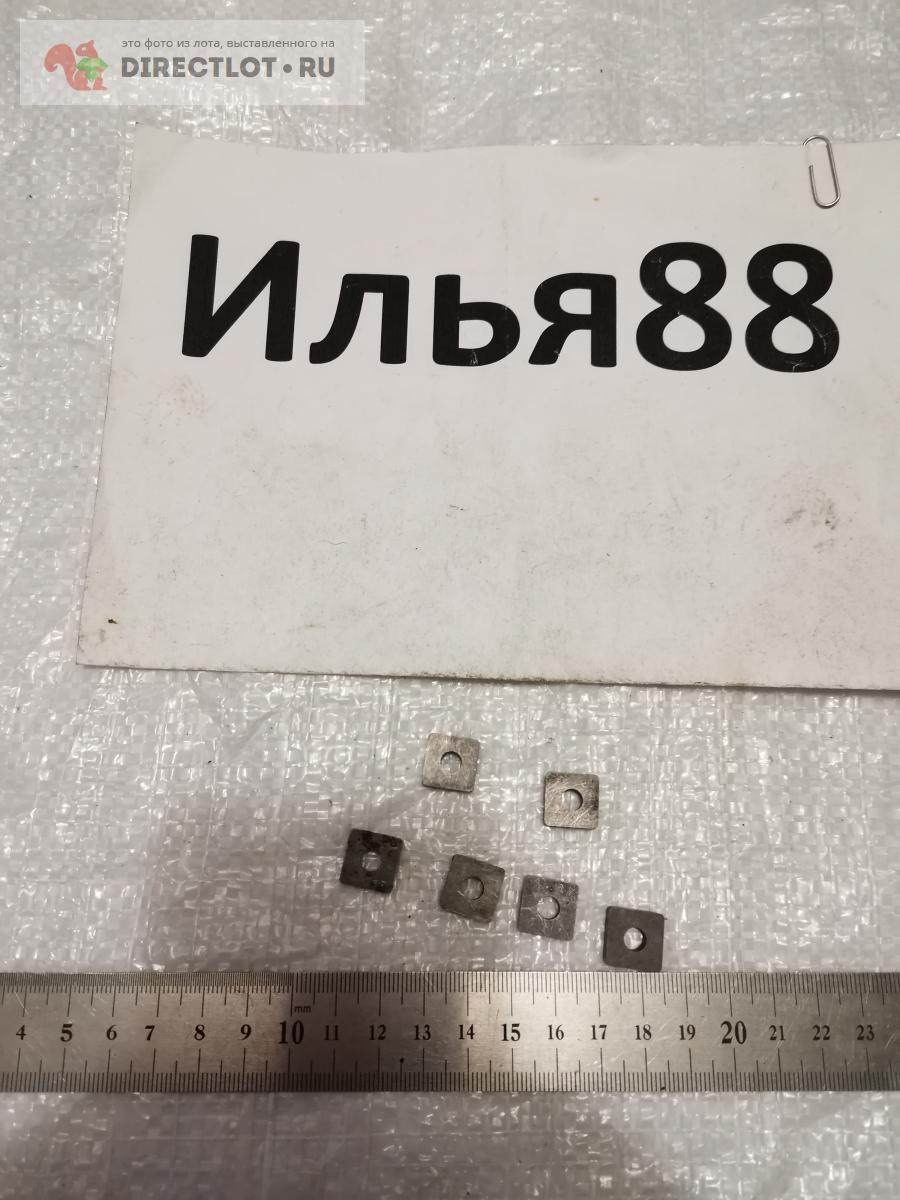 это фото из лота, выставленного на
DIRECTLOT•RU
Илья88
mm
4 5 6 7 8 9 10 11 12 13 14 15 16 17 18 19 20 21 22 23